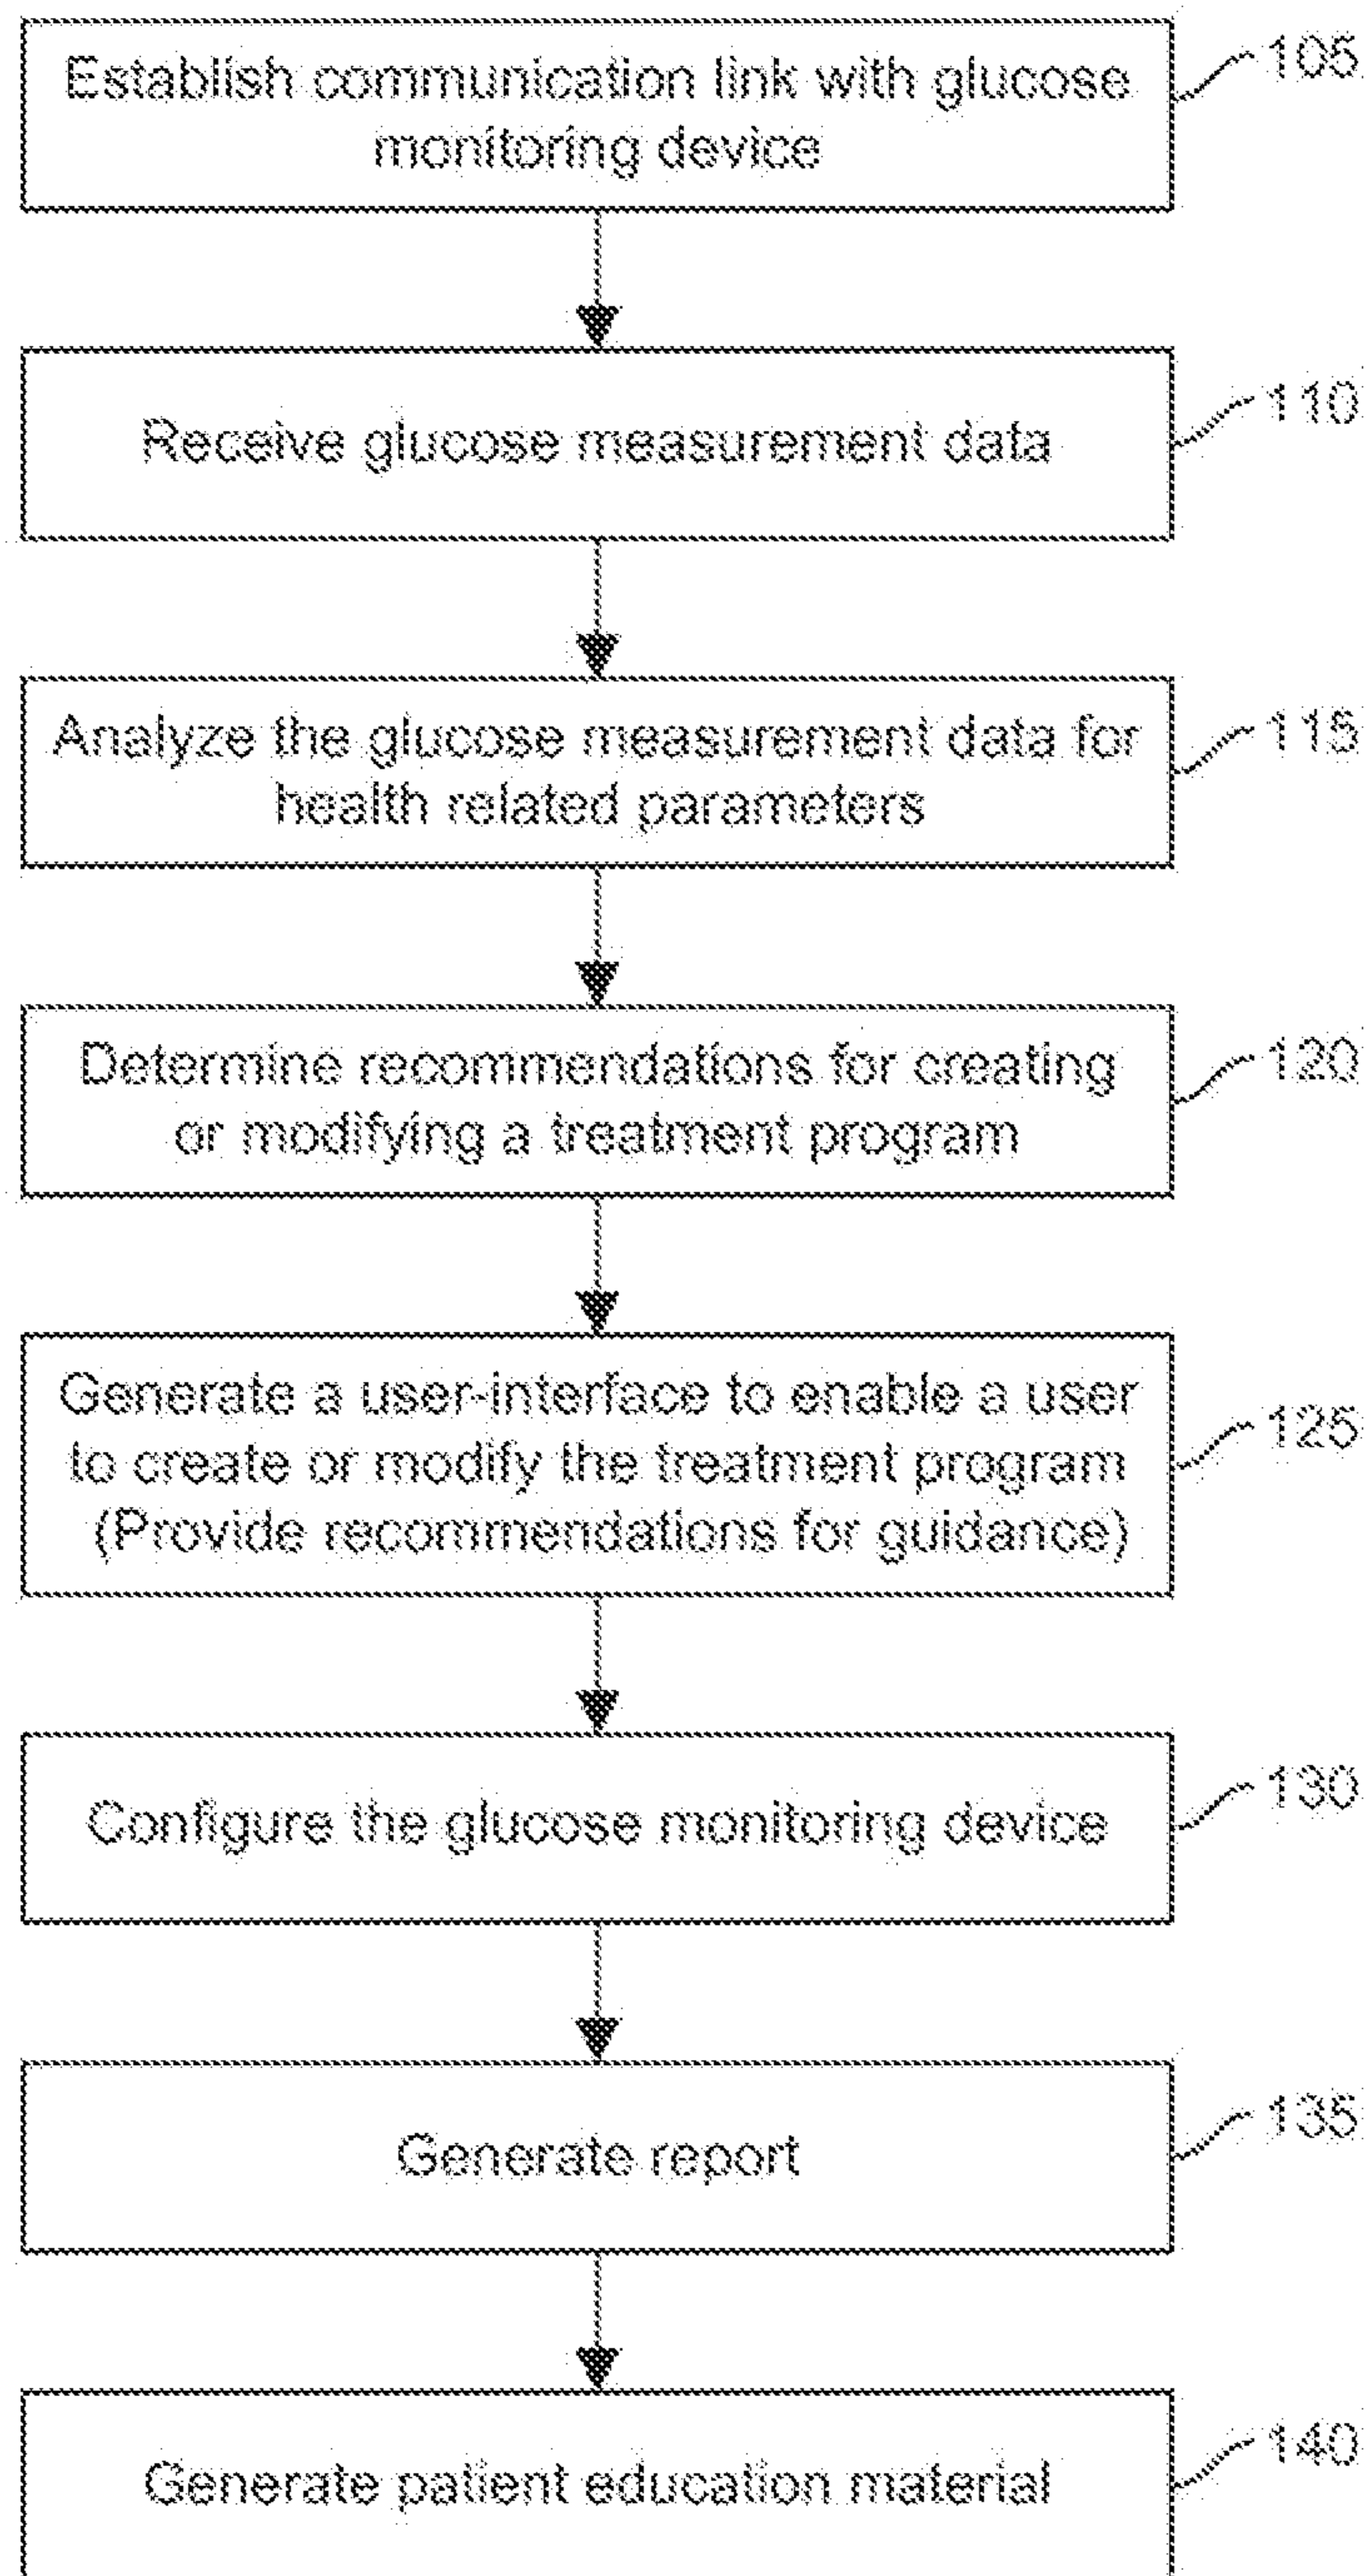 Establish communication link with glucose
monitoring device
105
Receive glucose measurement data
110
Analyze the glucose measurement data for
health related parameters
115
Determine recommendations for creating
or modifying a treatment program
120
Generate a user-interface to enable a user
to create or modify the treatment program
(Provide recommendations for guidance)
125
Configure the glucose monitoring device
130
Generate report
135
Generate patient education material
140